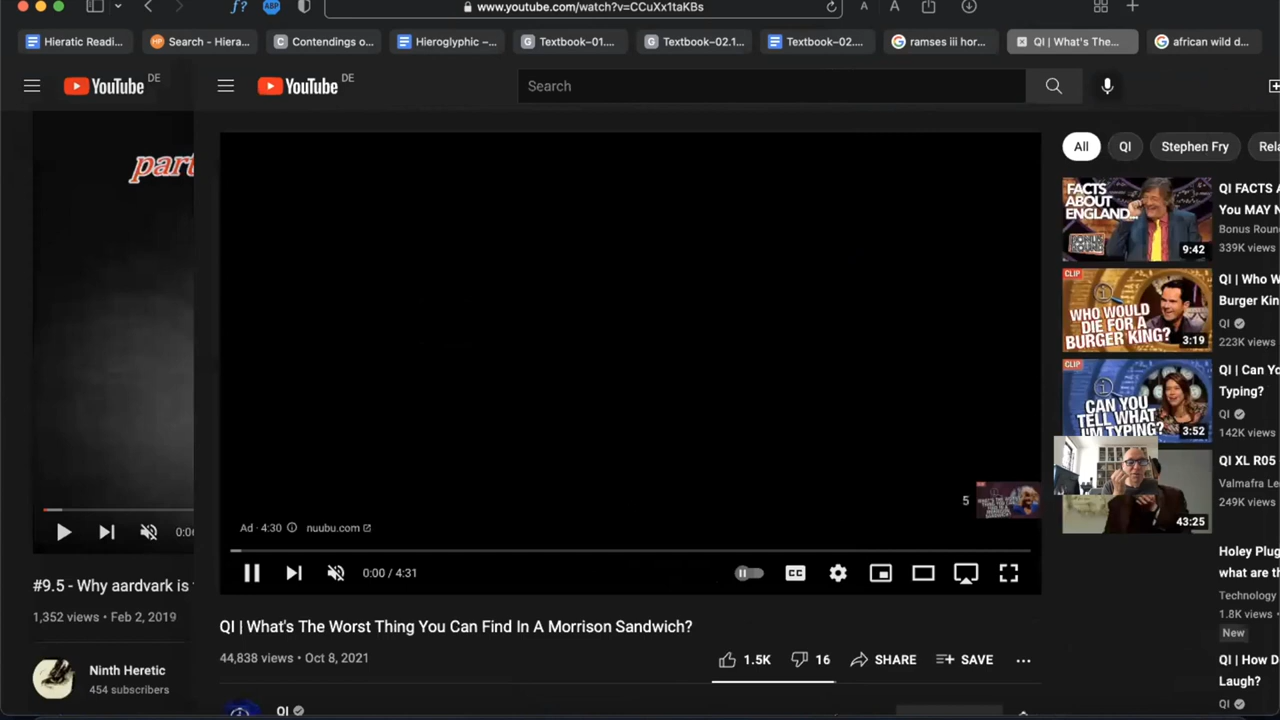 www.youtube.com/watch?v=CCuXx1taKBs
Hieratic Readi...
Search - Hiera...
Contendings o...
Hieroglyphic –...
Textbook–01....
Textbook–02.1...
Textbook–02....
ramses iii hor...
QI | What's The...
african wild d...
YouTube DE
YouTube DE
Search
part
All
QI
Stephen Fry
Rela
FACTS ABOUT ENGLAND...
BONUS ROUND
9:42
QI FACTS A
You MAY N
Bonus Roun
339K views
CLIP
WHO WOULD DIE FOR A BURGER KING?
3:19
QI | Who W
Burger Kin
QI
223K views
CLIP
CAN YOU TELL WHAT I'M TYPING?
3:52
QI | Can Yo
Typing?
QI
142K views
43:25
QI XL R05
Valmafra Le
249K views
5
Ad · 4:30
nuubu.com
0:00 / 4:31
CC
0:0
#9.5 - Why aardvark is
1,352 views • Feb 2, 2019
Ninth Heretic
454 subscribers
QI | What's The Worst Thing You Can Find In A Morrison Sandwich?
44,838 views • Oct 8, 2021
1.5K
16
SHARE
SAVE
QI
Holey Plug
what are th
Technology
1.8K views
New
QI | How D
Laugh?
QI